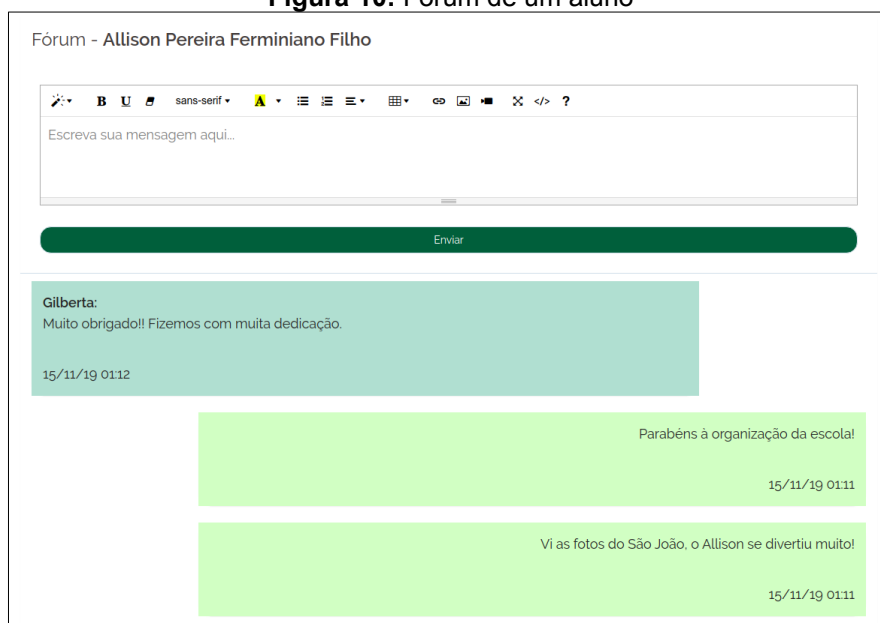 Figura 10: Fórum de um aluno
Fórum - Allison Pereira Ferminiano Filho
B U sans-serif A </> ?
Escreva sua mensagem aqui...
Enviar
Gilberta:
Muito obrigado!! Fizemos com muita dedicação.
15/11/19 01:12
Parabéns à organização da escola!
15/11/19 01:11
Vi as fotos do São João, o Allison se divertiu muito!
15/11/19 01:11